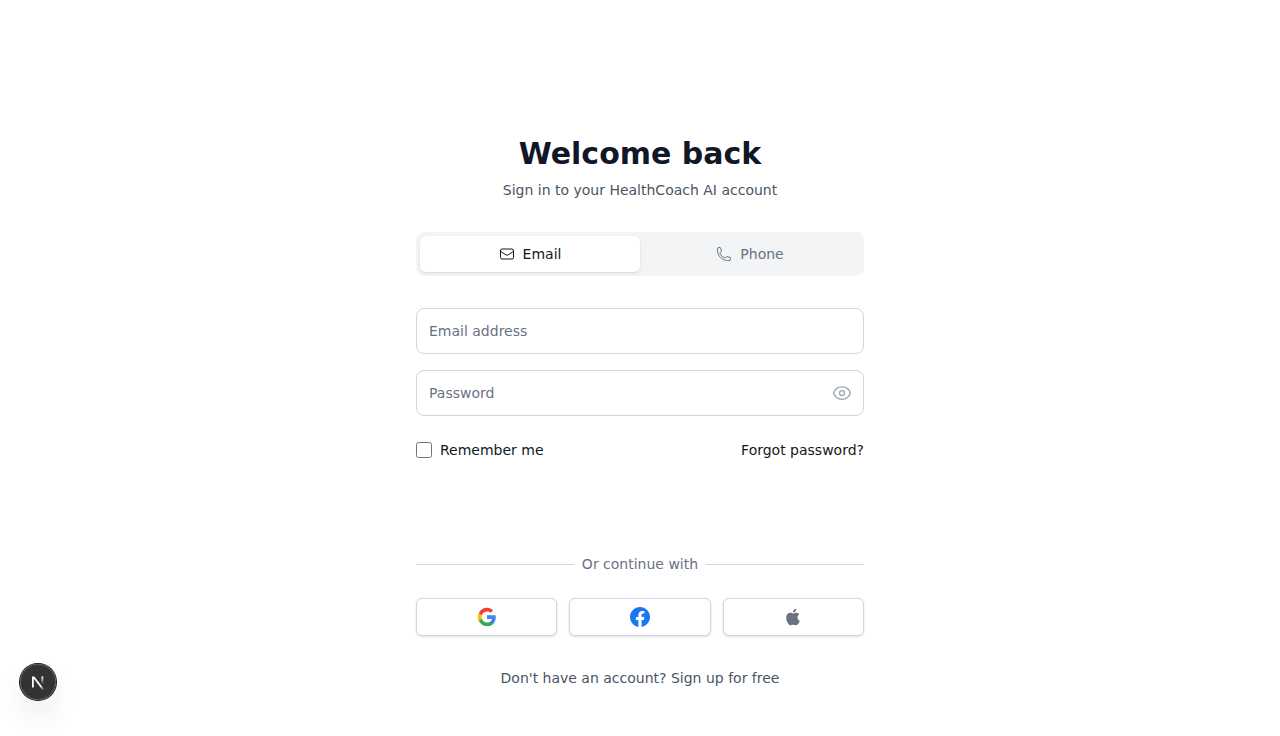 Welcome back
Sign in to your HealthCoach AI account
Email
Phone
Email address
Password
Remember me
Forgot password?
Or continue with
Don't have an account? Sign up for free
N